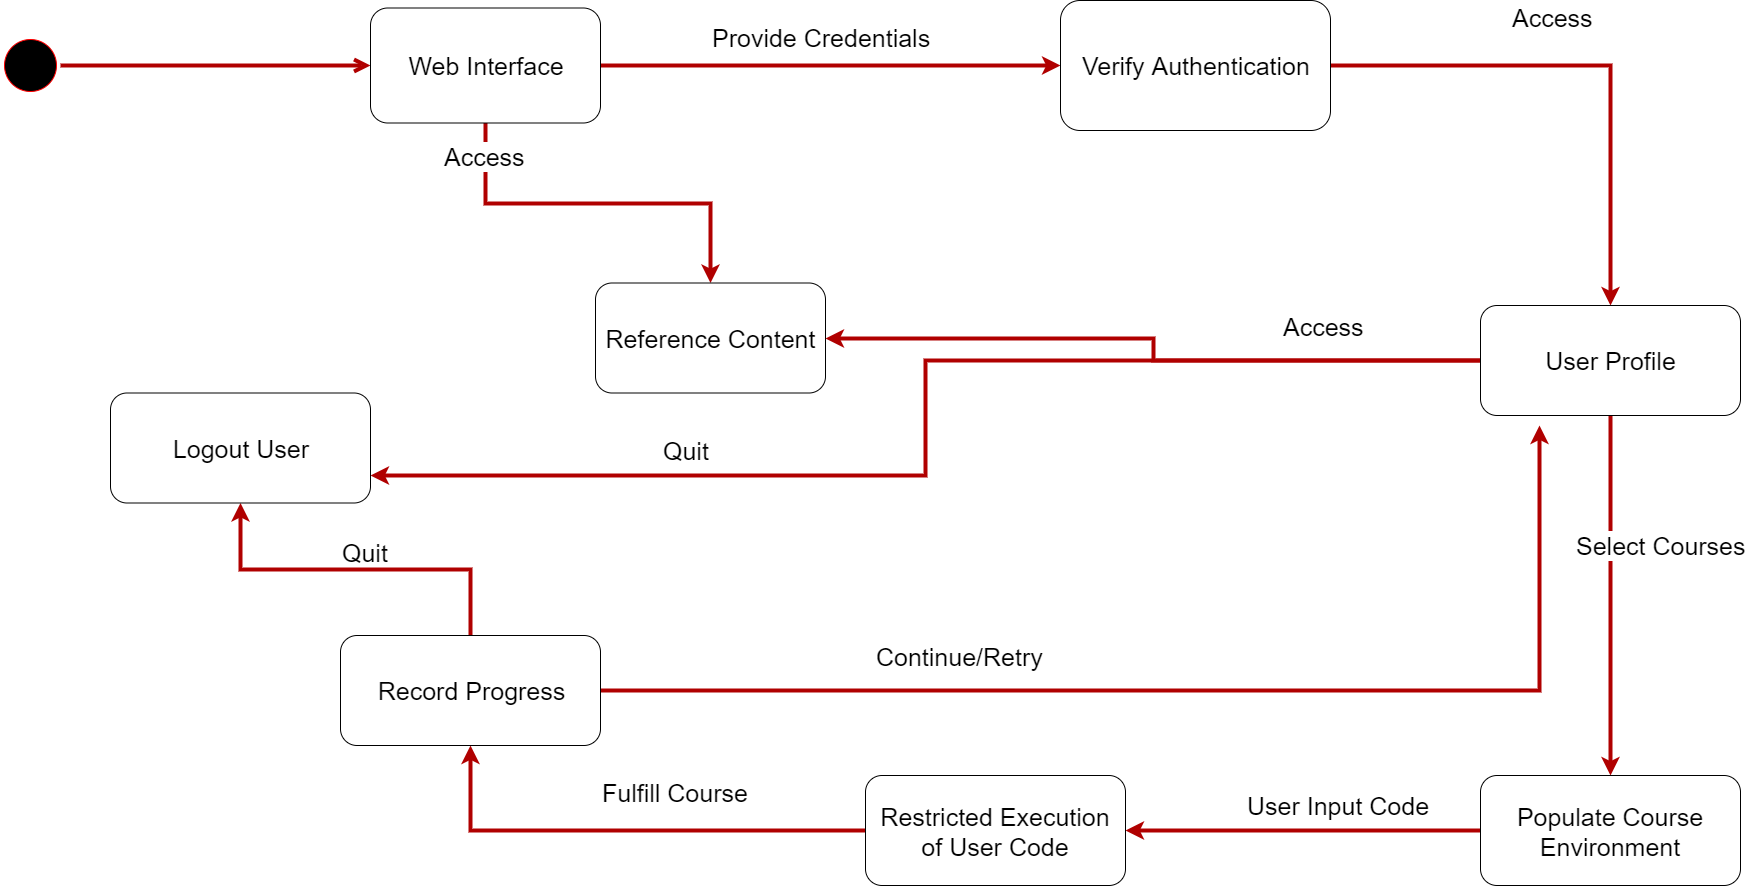 Access
Provide Credentials
Web Interface
Verify Authentication
Access
Access
Reference Content
User Profile
Logout User
Quit
Select Courses
Quit
Continue/Retry
Record Progress
Fulfill Course
User Input Code
Restricted Execution
of User Code
Populate Course
Environment